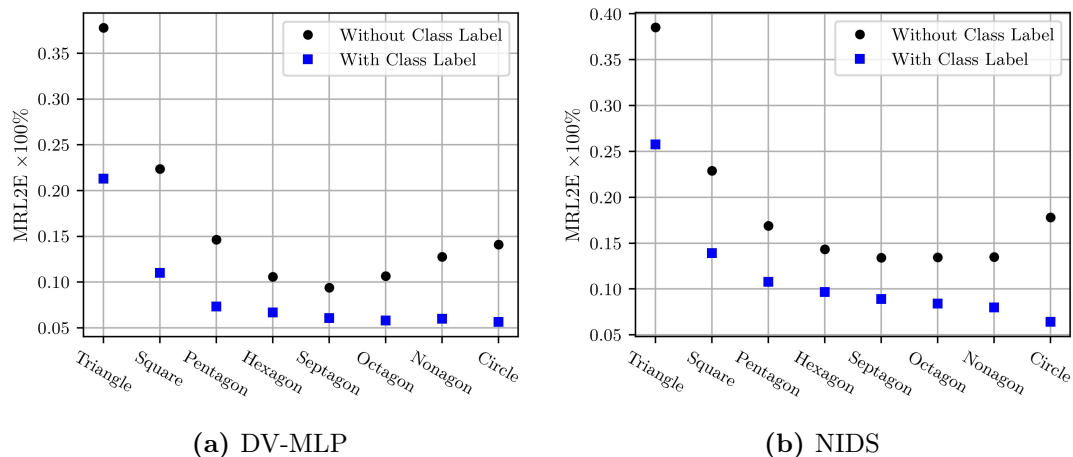 MRL2E ×100%
0.35
0.30
0.25
0.20
0.15
0.10
0.05
Without Class Label
With Class Label
Triangle
Square
Pentagon
Hexagon
Septagon
Octagon
Nonagon
Circle
(a) DV-MLP
MRL2E ×100%
0.40
0.35
0.30
0.25
0.20
0.15
0.10
0.05
Without Class Label
With Class Label
Triangle
Square
Pentagon
Hexagon
Septagon
Octagon
Nonagon
Circle
(b) NIDS